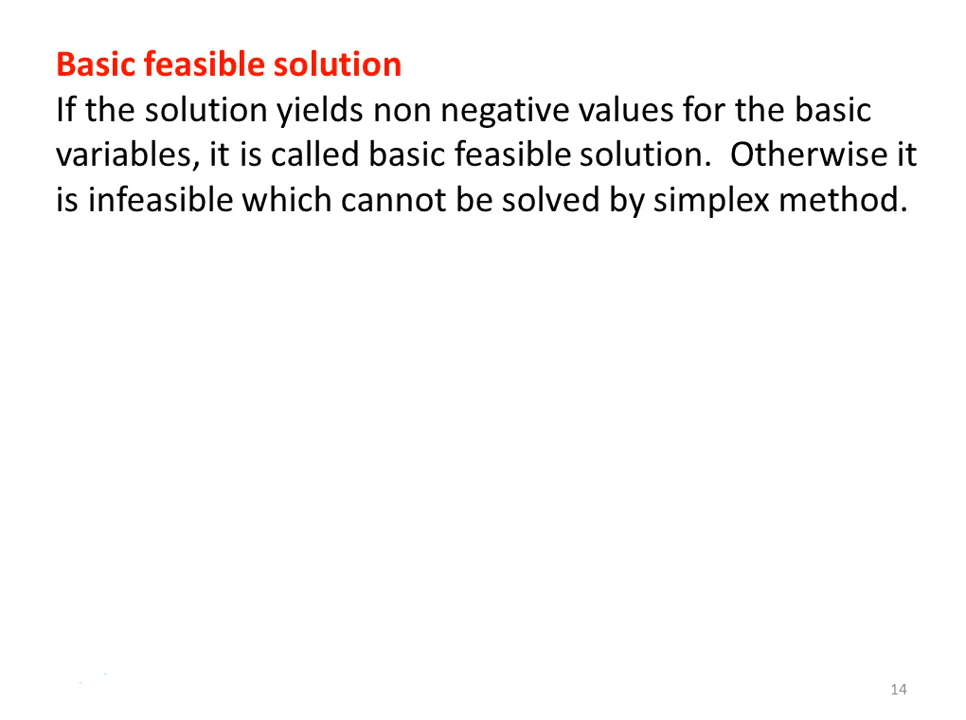 Basic feasible solution
If the solution yields non negative values for the basic
variables, it is called basic feasible solution.  Otherwise it
is infeasible which cannot be solved by simplex method.
14